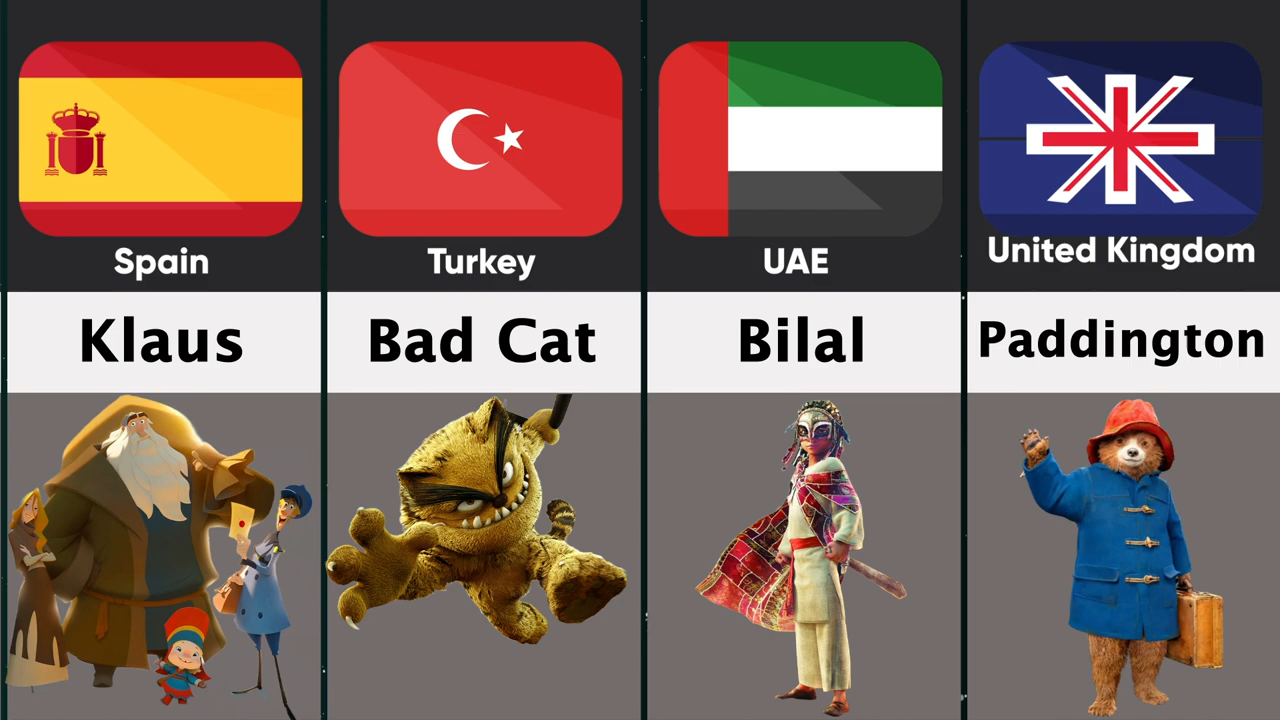 Spain
Turkey
UAE
United Kingdom
Klaus
Bad Cat
Bilal
Paddington